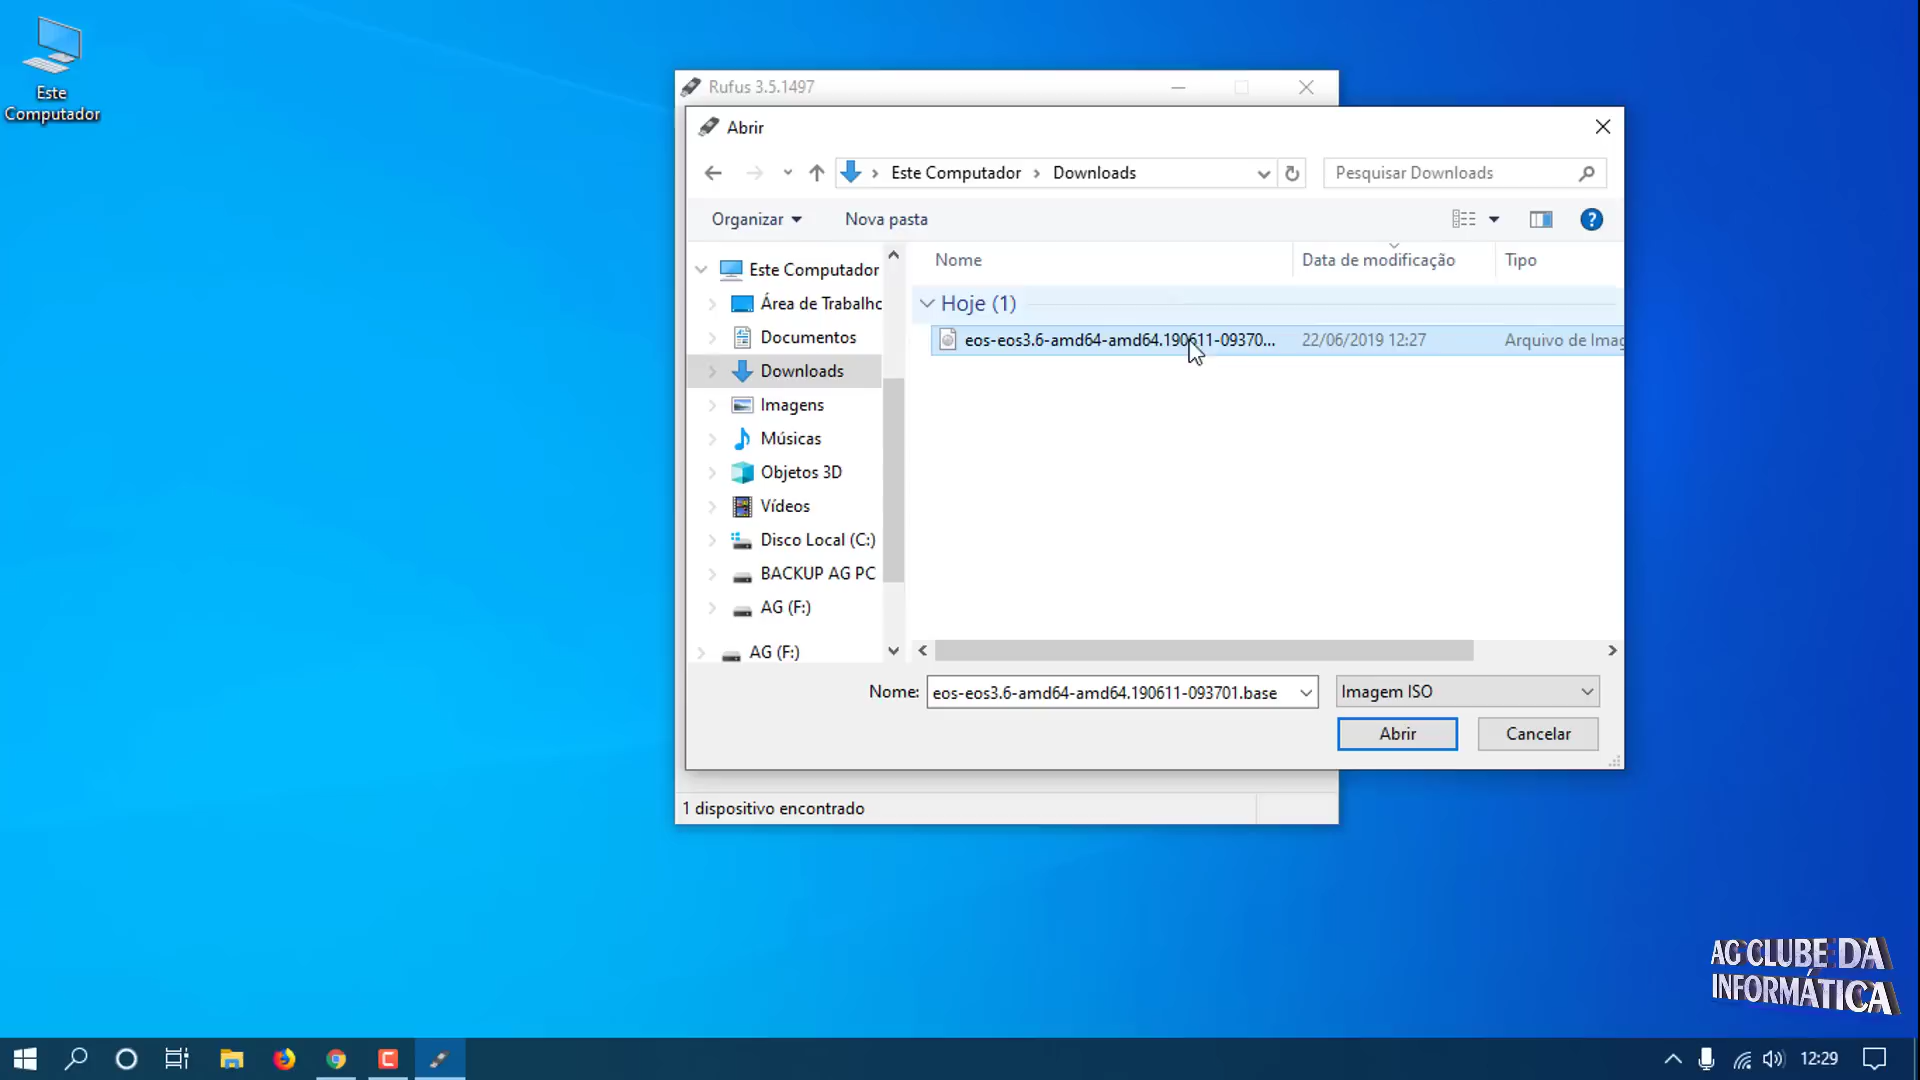 Este
Computador
Rufus 3.5.1497
Abrir
Este Computador
Downloads
Pesquisar Downloads
Organizar
Nova pasta
Nome
Data de modificação
Tipo
Este Computador
Hoje (1)
Área de Trabalho
eos-eos3.6-amd64-amd64.190611-09370...
22/06/2019 12:27
Arquivo de Imag
Documentos
Downloads
Imagens
Músicas
Objetos 3D
Vídeos
Disco Local (C:)
BACKUP AG PC
AG (F:)
AG (F:)
Nome:
eos-eos3.6-amd64-amd64.190611-093701.base
Imagem ISO
Abrir
Cancelar
1 dispositivo encontrado
AG CLUBE DA
INFORMÁTICA
12:29